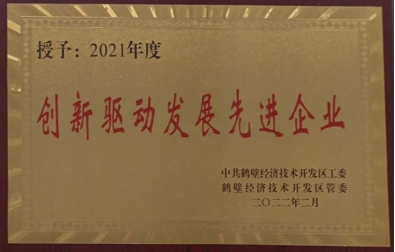 授予：2021年度
创新驱动发展先进企业
中共鹤壁经济技术开发区工委
鹤壁经济技术开发区管委
二〇二二年二月